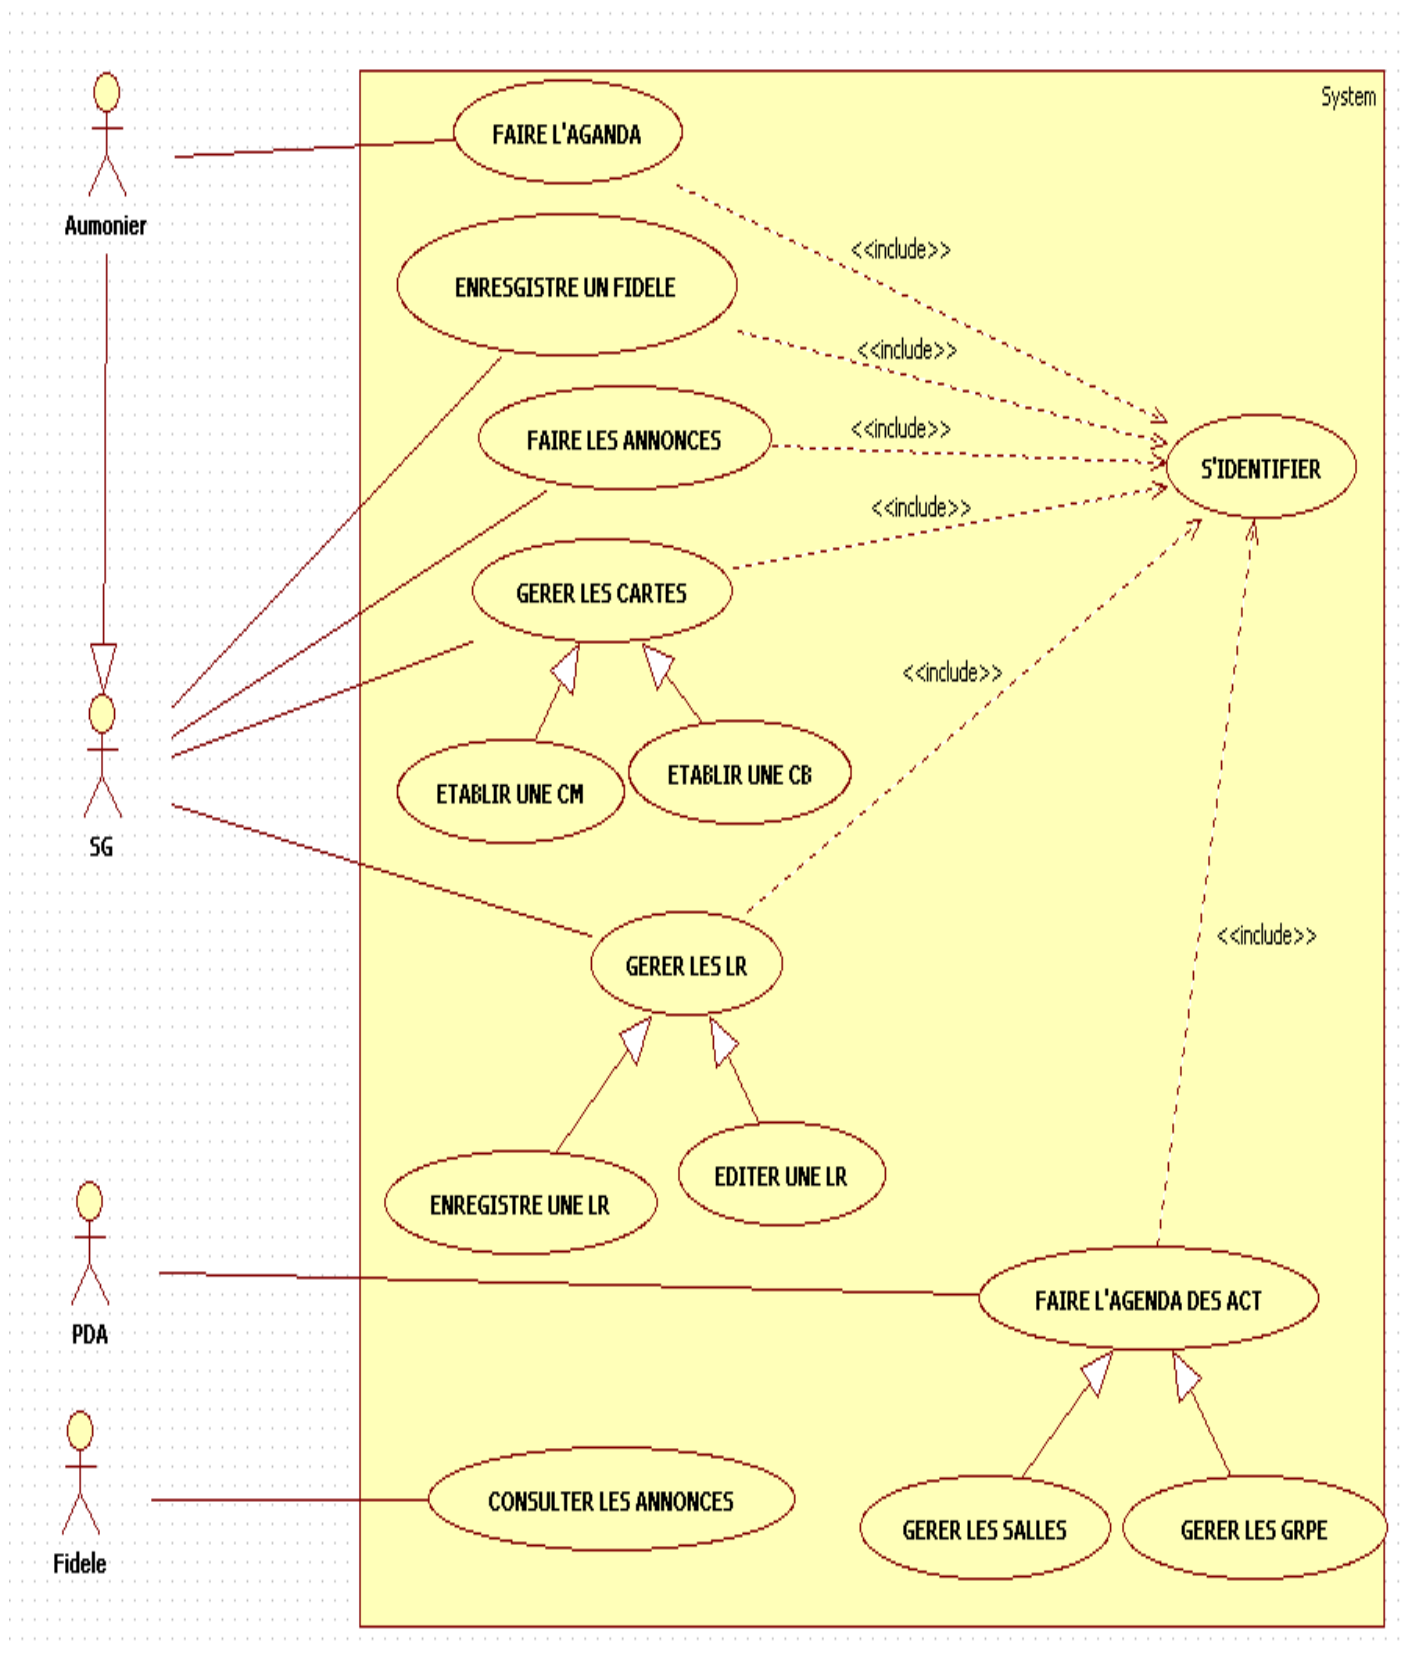 System
FAIRE L'AGANDA
Aumonier
<<include>>
ENRESGISTRE UN FIDELE
<<include>>
<<include>>
FAIRE LES ANNONCES
S'IDENTIFIER
<<include>>
GERER LES CARTES
<<include>>
ETABLIR UNE CB
ETABLIR UNE CM
SG
<<include>>
GERER LES LR
EDITER UNE LR
ENREGISTRE UNE LR
FAIRE L'AGENDA DES ACT
PDA
CONSULTER LES ANNONCES
GERER LES SALLES
GERER LES GRPE
Fidele